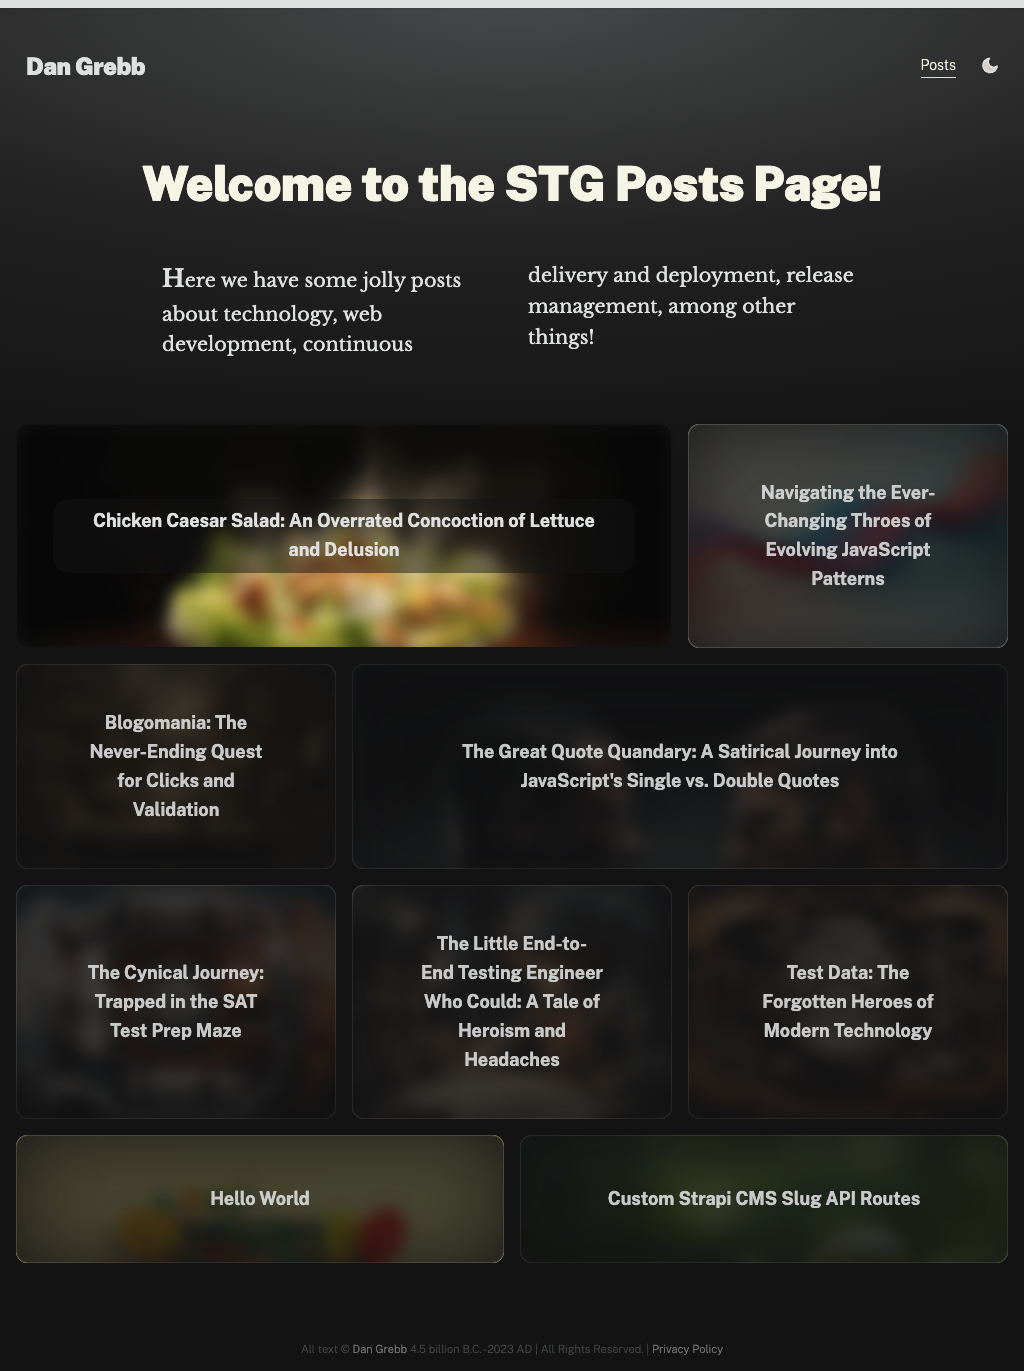 Dan Grebb
Posts
Welcome to the STG Posts Page!
Here we have some jolly posts
about technology, web
development, continuous
delivery and deployment, release
management, among other
things!
Chicken Caesar Salad: An Overrated Concoction of Lettuce
and Delusion
Navigating the Ever-
Changing Throes of
Evolving JavaScript
Patterns
Blogomania: The
Never-Ending Quest
for Clicks and
Validation
The Great Quote Quandary: A Satirical Journey into
JavaScript's Single vs. Double Quotes
The Cynical Journey:
Trapped in the SAT
Test Prep Maze
The Little End-to-
End Testing Engineer
Who Could: A Tale of
Heroism and
Headaches
Test Data: The
Forgotten Heroes of
Modern Technology
Hello World
Custom Strapi CMS Slug API Routes
All text © Dan Grebb 4.5 billion B.C.-2023 AD | All Rights Reserved. | Privacy Policy